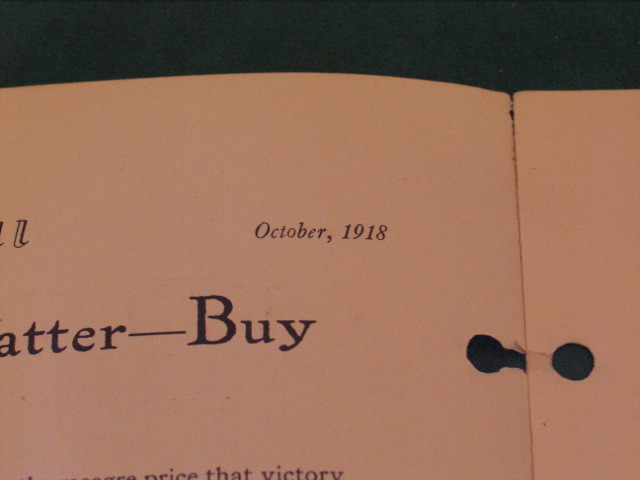 October, 1918
atter—Buy
meagre price that victory